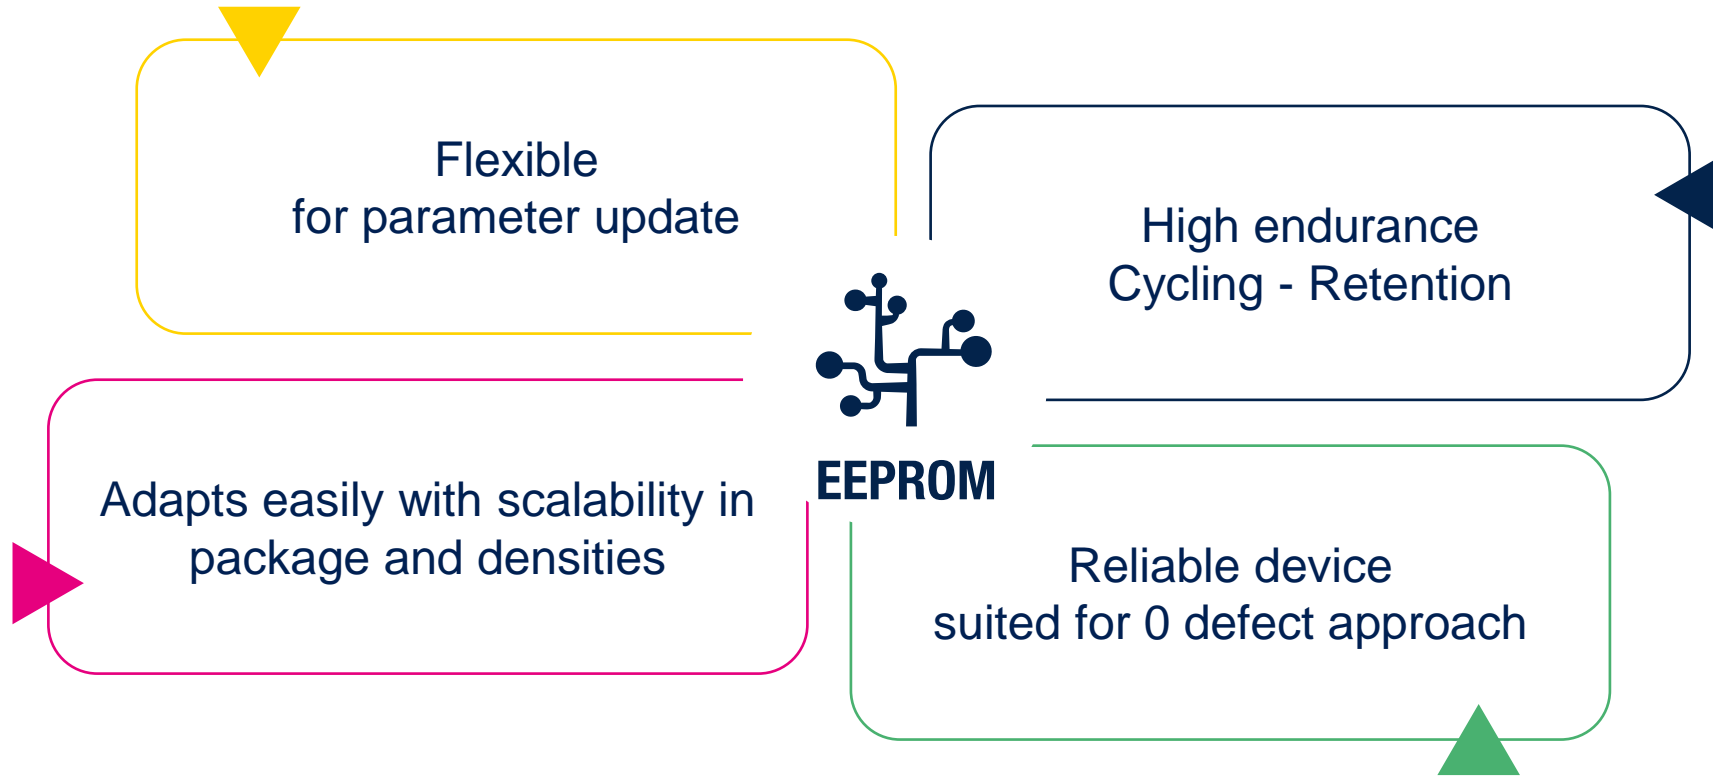 Flexible
for parameter update
High endurance
Cycling - Retention
EEPROM
Adapts easily with scalability in
package and densities
Reliable device
suited for 0 defect approach